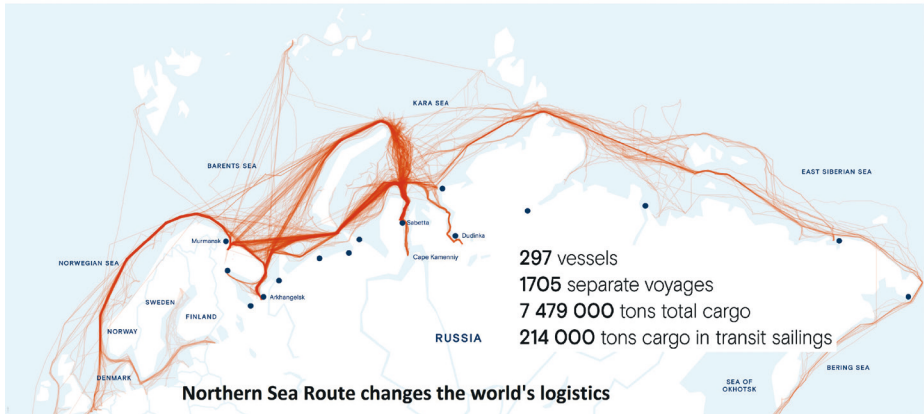 KARA SEA
BARENTS SEA
EAST SIBERIAN SEA
Sabetta
Murmansk
Dudinka
Cape Kamenniy
NORWEGIAN SEA
Arkhangelsk
SWEDEN
FINLAND
NORWAY
RUSSIA
DENMARK
297 vessels
1705 separate voyages
7 479 000 tons total cargo
214 000 tons cargo in transit sailings
BERING SEA
SEA OF
OKHOTSK
Northern Sea Route changes the world's logistics